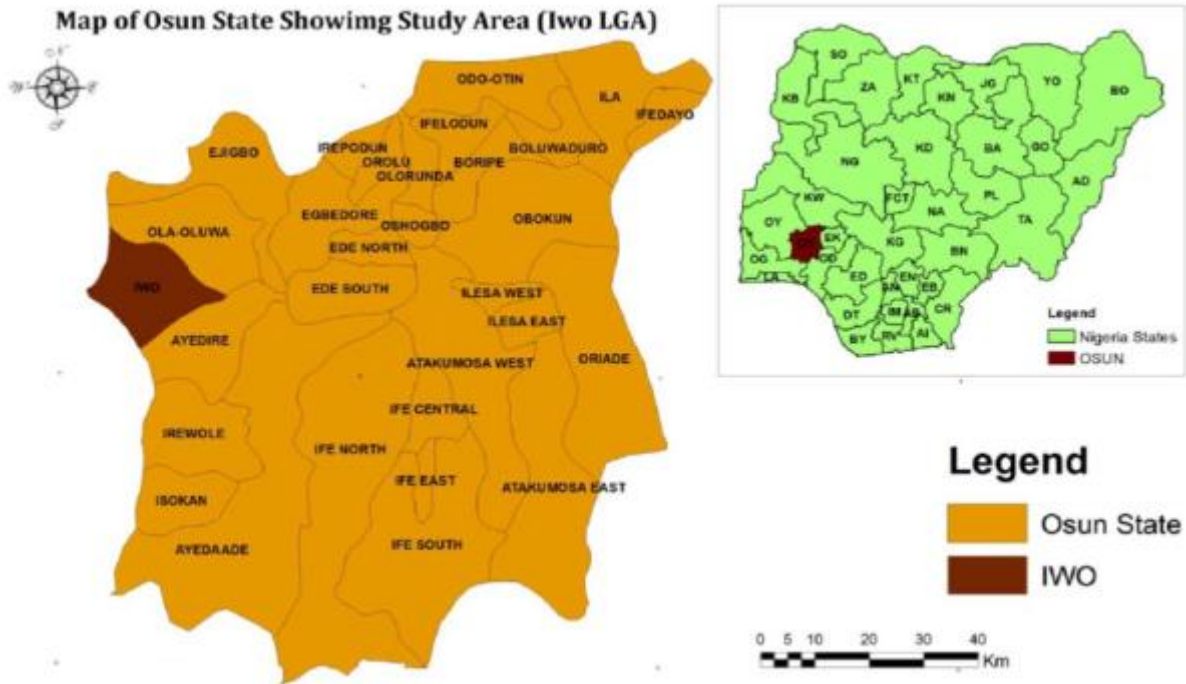 Map of Osun State Showimg Study Area (Iwo LGA)
ODO-OTIN
ILA
IFEDAYO
IFELODUN
EJIGBO
IREPODUN
BOLUWADURO
OROLU
BORIPE
OLORUNDA
EGBEDORE
OSHOGBO
OBOKUN
OLA-OLUWA
EDE NORTH
IWO
EDE SOUTH
ILESA WEST
ILESA EAST
AYEDIRE
ATAKUMOSA WEST
ORIADE
IFE CENTRAL
IREWOLE
IFE NORTH
IFE EAST
ATAKUMOSA EAST
ISOKAN
AYEDAADE
IFE SOUTH
SO
KT
JG
YO
BO
ZA
KN
KB
KD
BA
GO
NG
AD
PL
KW
FCT
NA
TA
OY
EK
KG
BN
OG
OD
LA
ED
EN
EB
IM
CR
DT
BY
RV
AI
Legend
Nigeria States
OSUN
Legend
Osun State
IWO
0 5 10 20 30 40
Km